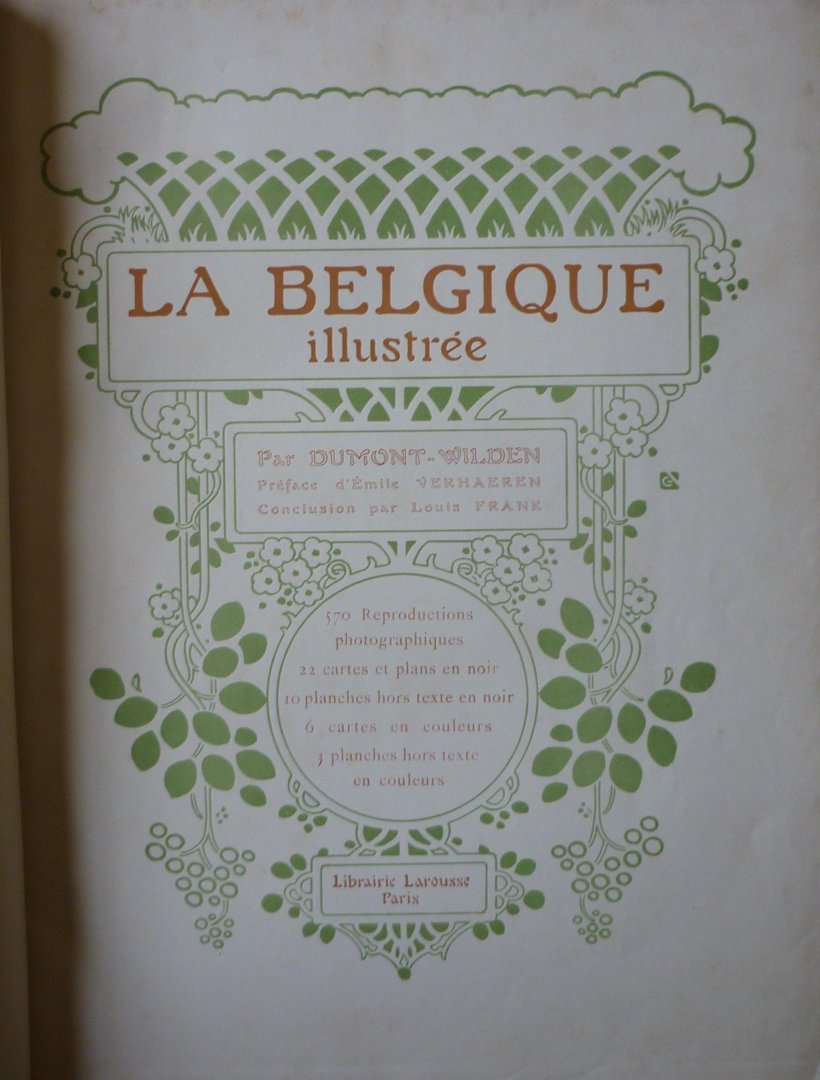 LA BELGIQUE
illustrée
Par DUMONT-WILDEN
Préface d'Émile VERHAEREN
Conclusion par Louis FRANK
570 Reproductions
photographiques
22 cartes et plans en noir
10 planches hors texte en noir
6 cartes en couleurs
3 planches hors texte
en couleurs
Librairie Larousse
Paris